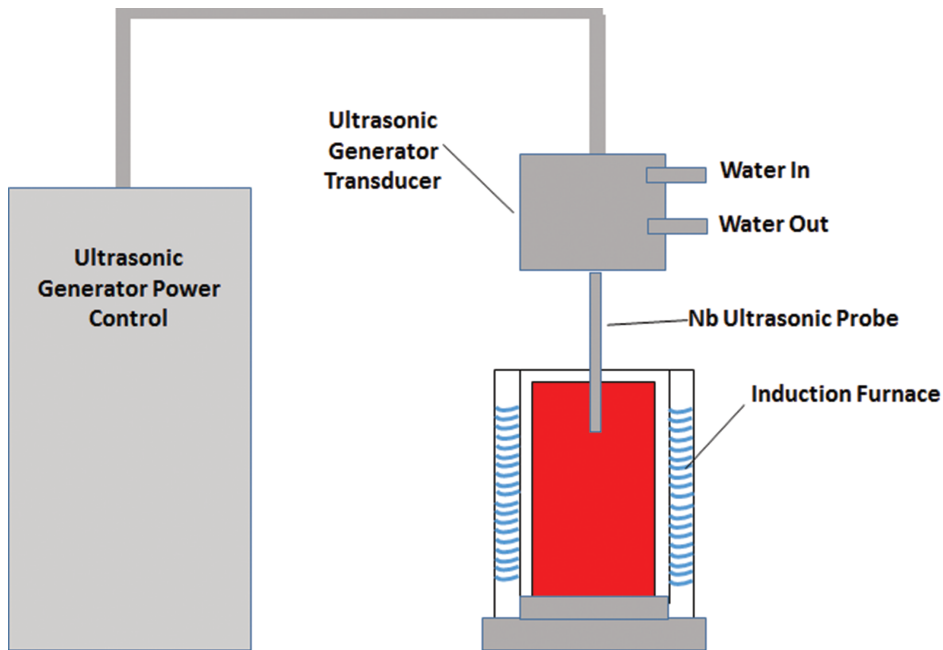 Ultrasonic
Generator
Transducer
Water In
Water Out
Ultrasonic
Generator Power
Control
Nb Ultrasonic Probe
Induction Furnace